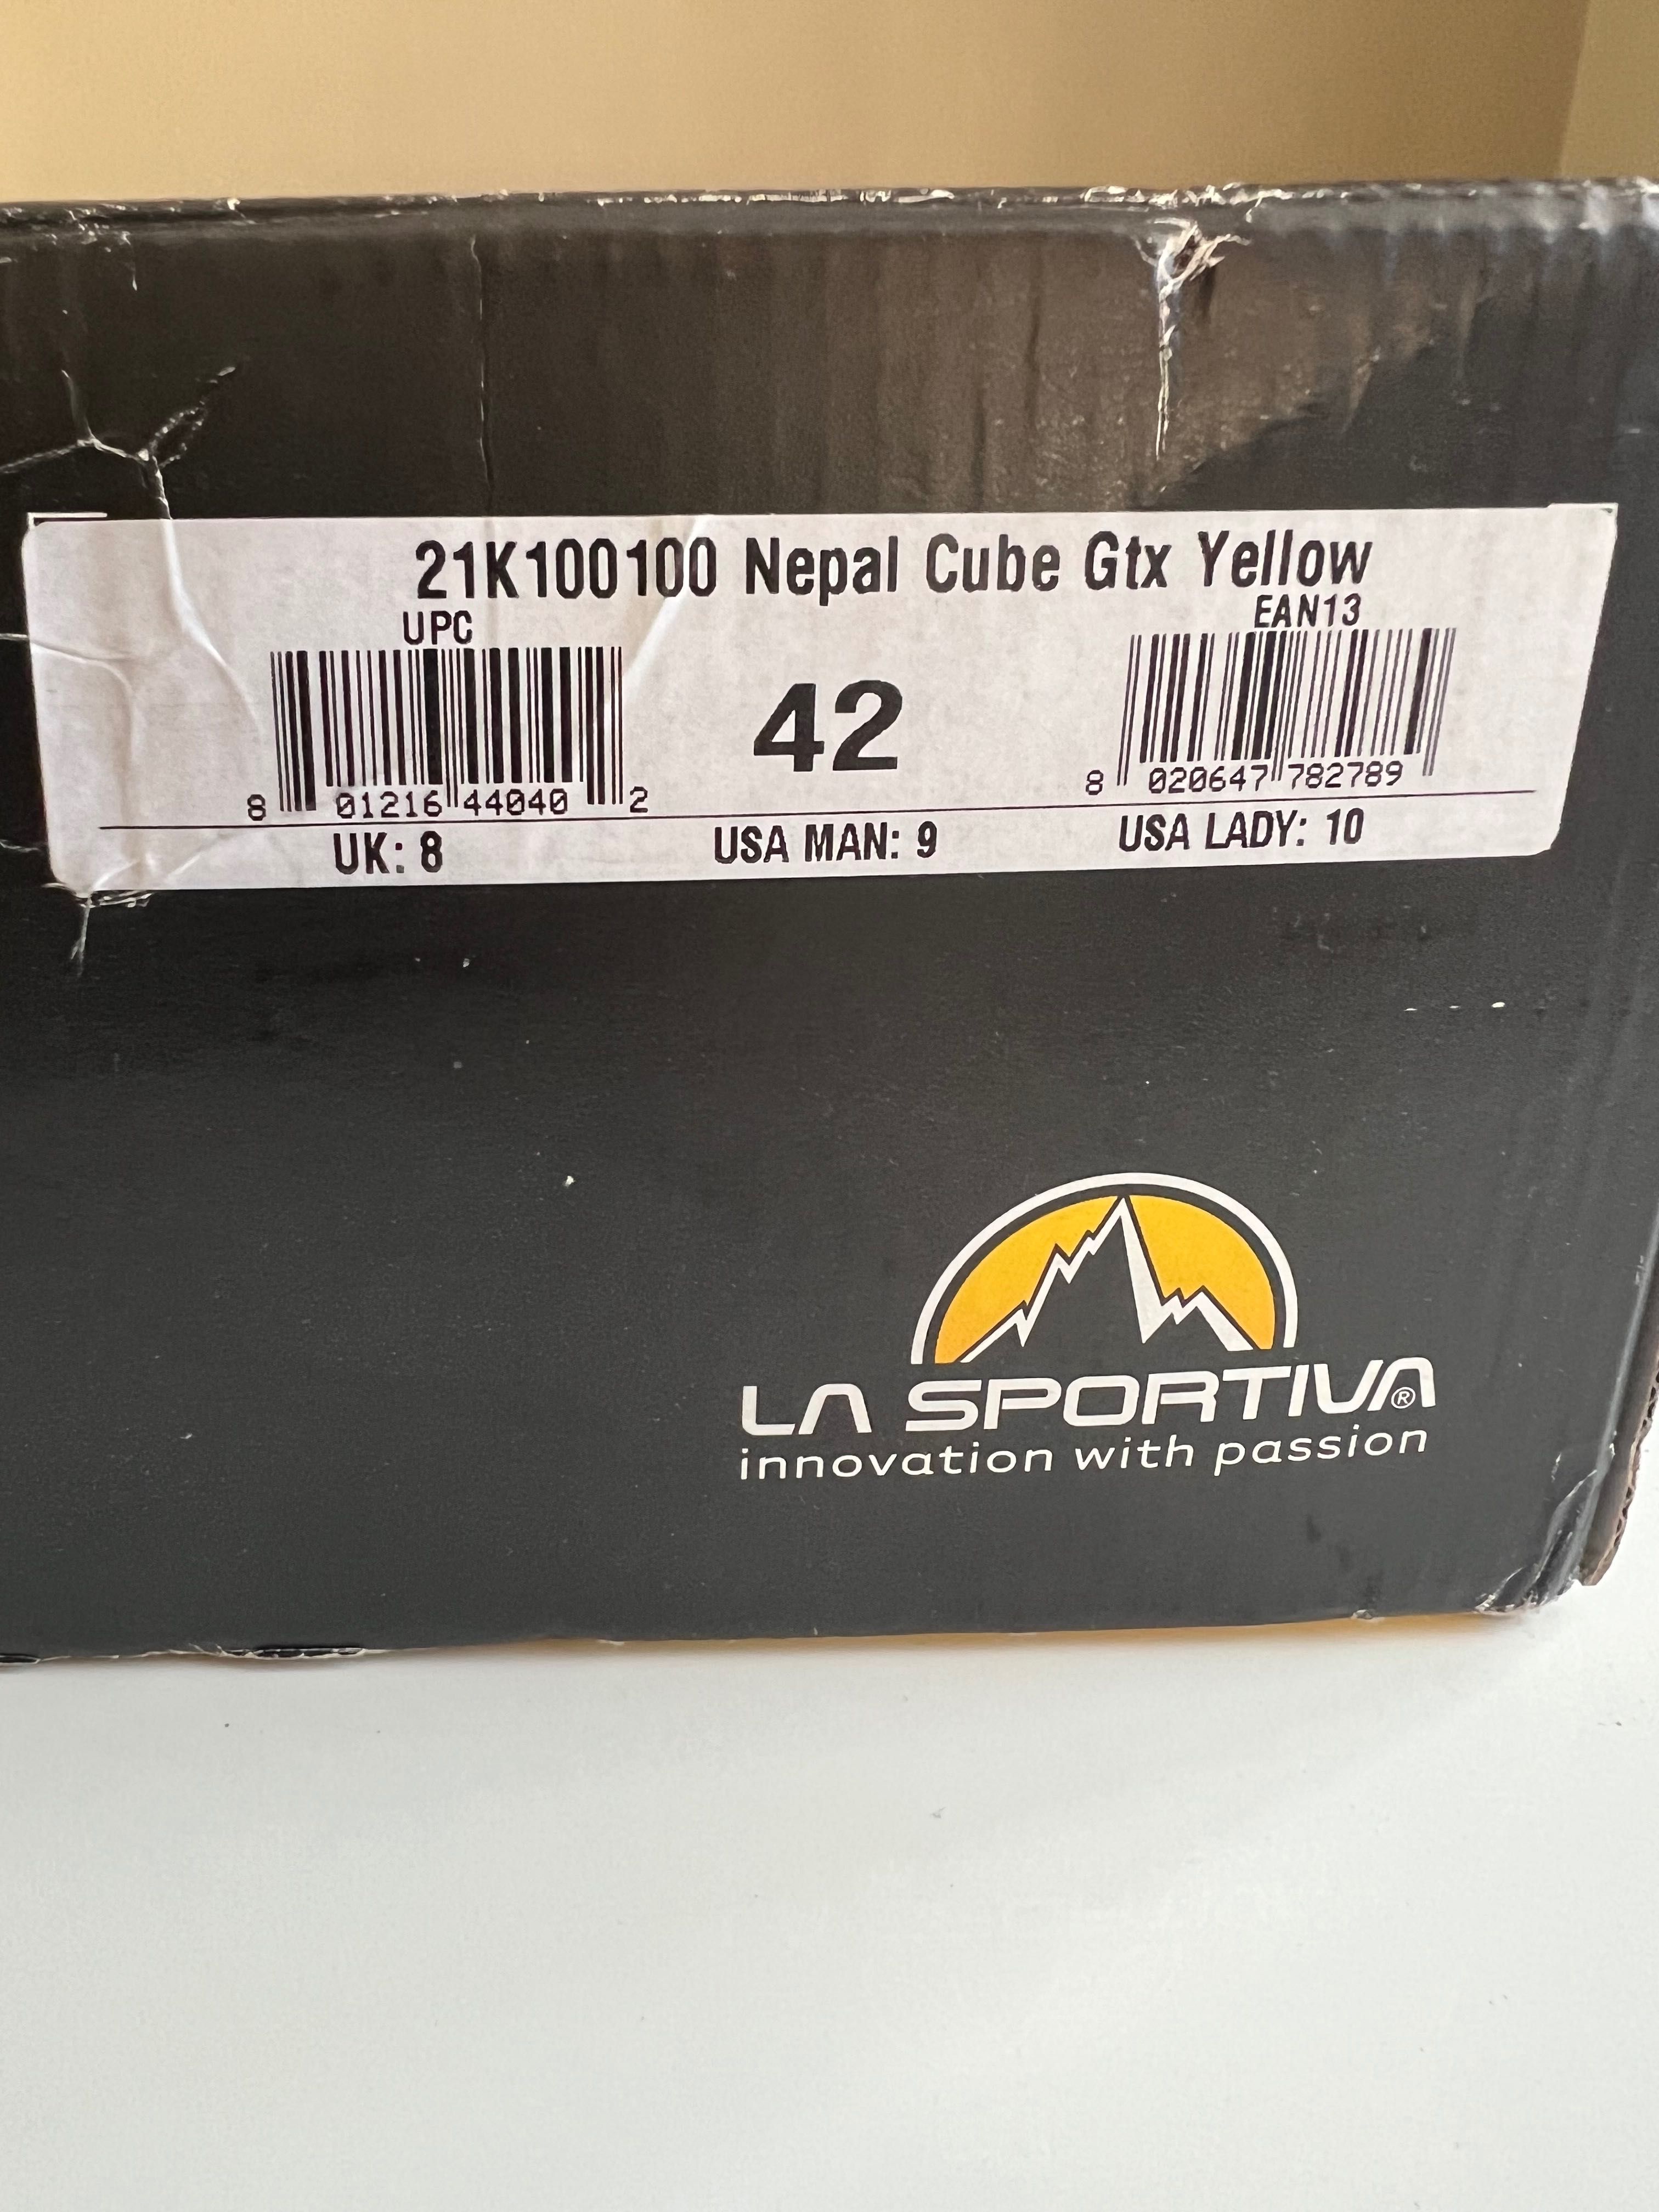 21K100100 Nepal Cube Gtx Yellow
UPC
EAN13
8 01216 44040 2
42
8 020647 782789
UK: 8
USA MAN: 9
USA LADY: 10
LA SPORTIVA®
innovation with passion